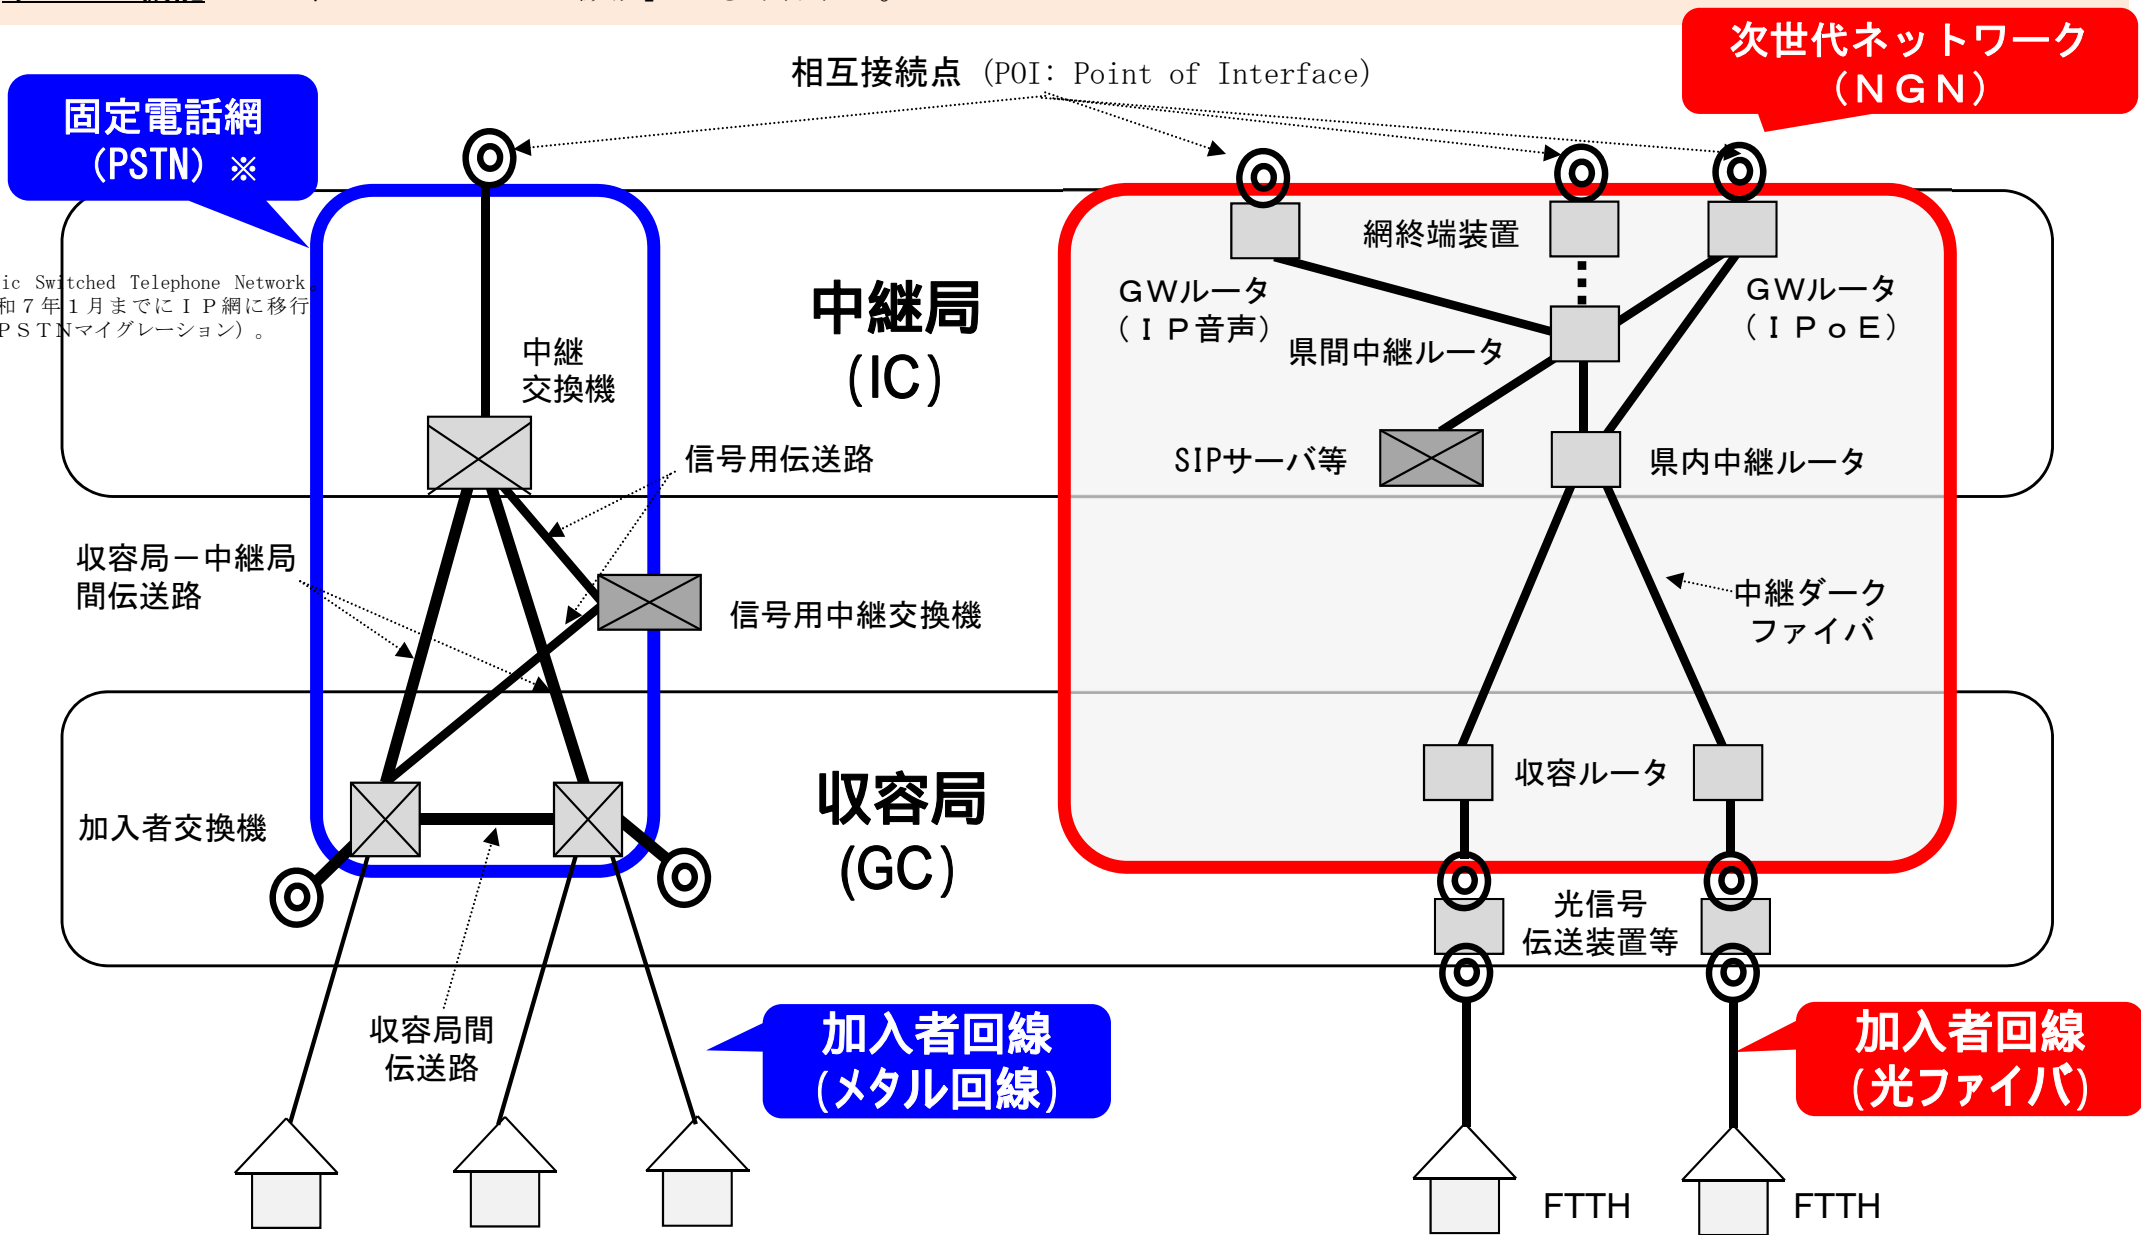 相互接続点 (POI: Point of Interface)
次世代ネットワーク
(ＮＧＮ)
固定電話網
(PSTN) ※
ic Switched Telephone Network。
和７年１月までにＩＰ網に移行
ＰＳＴＮマイグレーション）。
中継局
(IC)
中継
交換機
信号用伝送路
収容局－中継局
間伝送路
信号用中継交換機
網終端装置
ＧＷルータ
(ＩＰ音声)
ＧＷルータ
(ＩＰｏＥ)
県間中継ルータ
SIPサーバ等
県内中継ルータ
中継ダーク
ファイバ
収容局
(GC)
加入者交換機
収容ルータ
光信号
伝送装置等
収容局間
伝送路
加入者回線
(メタル回線)
加入者回線
(光ファイバ)
FTTH
FTTH